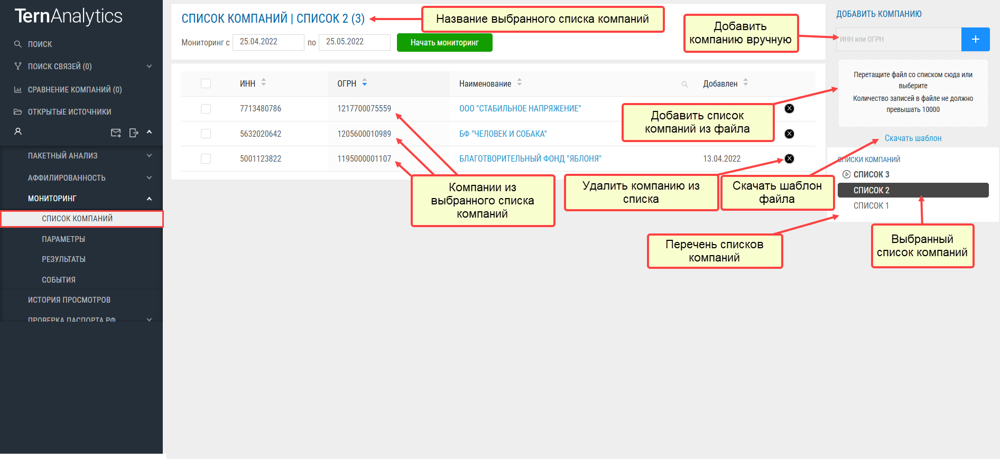 TernAnalytics
ПОИСК
ПОИСК СВЯЗЕЙ (0)
СРАВНЕНИЕ КОМПАНИЙ (0)
ОТКРЫТЫЕ ИСТОЧНИКИ
ПАКЕТНЫЙ АНАЛИЗ
АФФИЛИРОВАННОСТЬ
МОНИТОРИНГ
СПИСОК КОМПАНИЙ
ПАРАМЕТРЫ
РЕЗУЛЬТАТЫ
СОБЫТИЯ
ИСТОРИЯ ПРОСМОТРОВ
ПРОВЕРКА ПАСПОРТА РФ
СПИСОК КОМПАНИЙ | СПИСОК 2 (3)
Название выбранного списка компаний
Мониторинг с 25.04.2022 по 25.05.2022 Начать мониторинг
ИНН ОГРН Наименование Добавлен
7713480786 1217700075559 ООО "СТАБИЛЬНОЕ НАПРЯЖЕНИЕ" X
5632020642 1205600010989 БФ "ЧЕЛОВЕК И СОБАКА" X
5001123822 1195000001107 БЛАГОТВОРИТЕЛЬНЫЙ ФОНД "ЯБЛОНЯ" 13.04.2022 X
Компании из
выбранного списка
компаний
Удалить компанию из
списка
Скачать шаблон
файла
Добавить список
компаний из файла
Добавить
компанию вручную
Перечень списков
компаний
Выбранный
список компаний
ДОБАВИТЬ КОМПАНИЮ
ИНН или ОГРН +
Перетащите файл со списком сюда или
выберите
Количество записей в файле не должно
превышать 10000
Скачать шаблон
СПИСКИ КОМПАНИЙ
СПИСОК 3
СПИСОК 2
СПИСОК 1